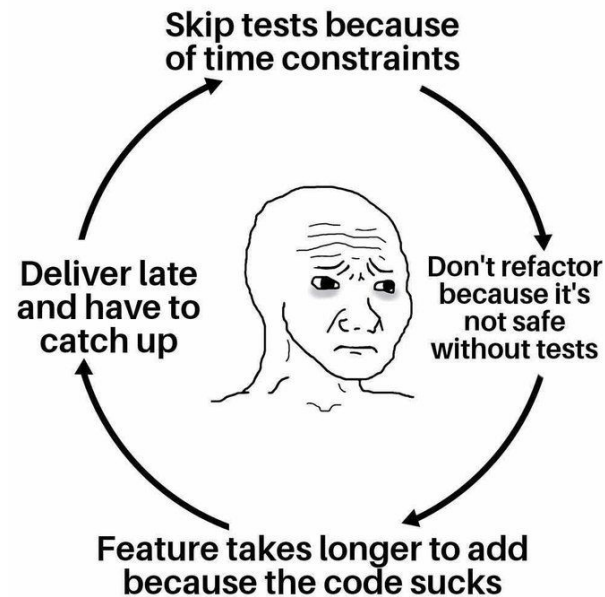 Skip tests because
of time constraints
Don't refactor
because it's
not safe
without tests
Feature takes longer to add
because the code sucks
Deliver late
and have to
catch up